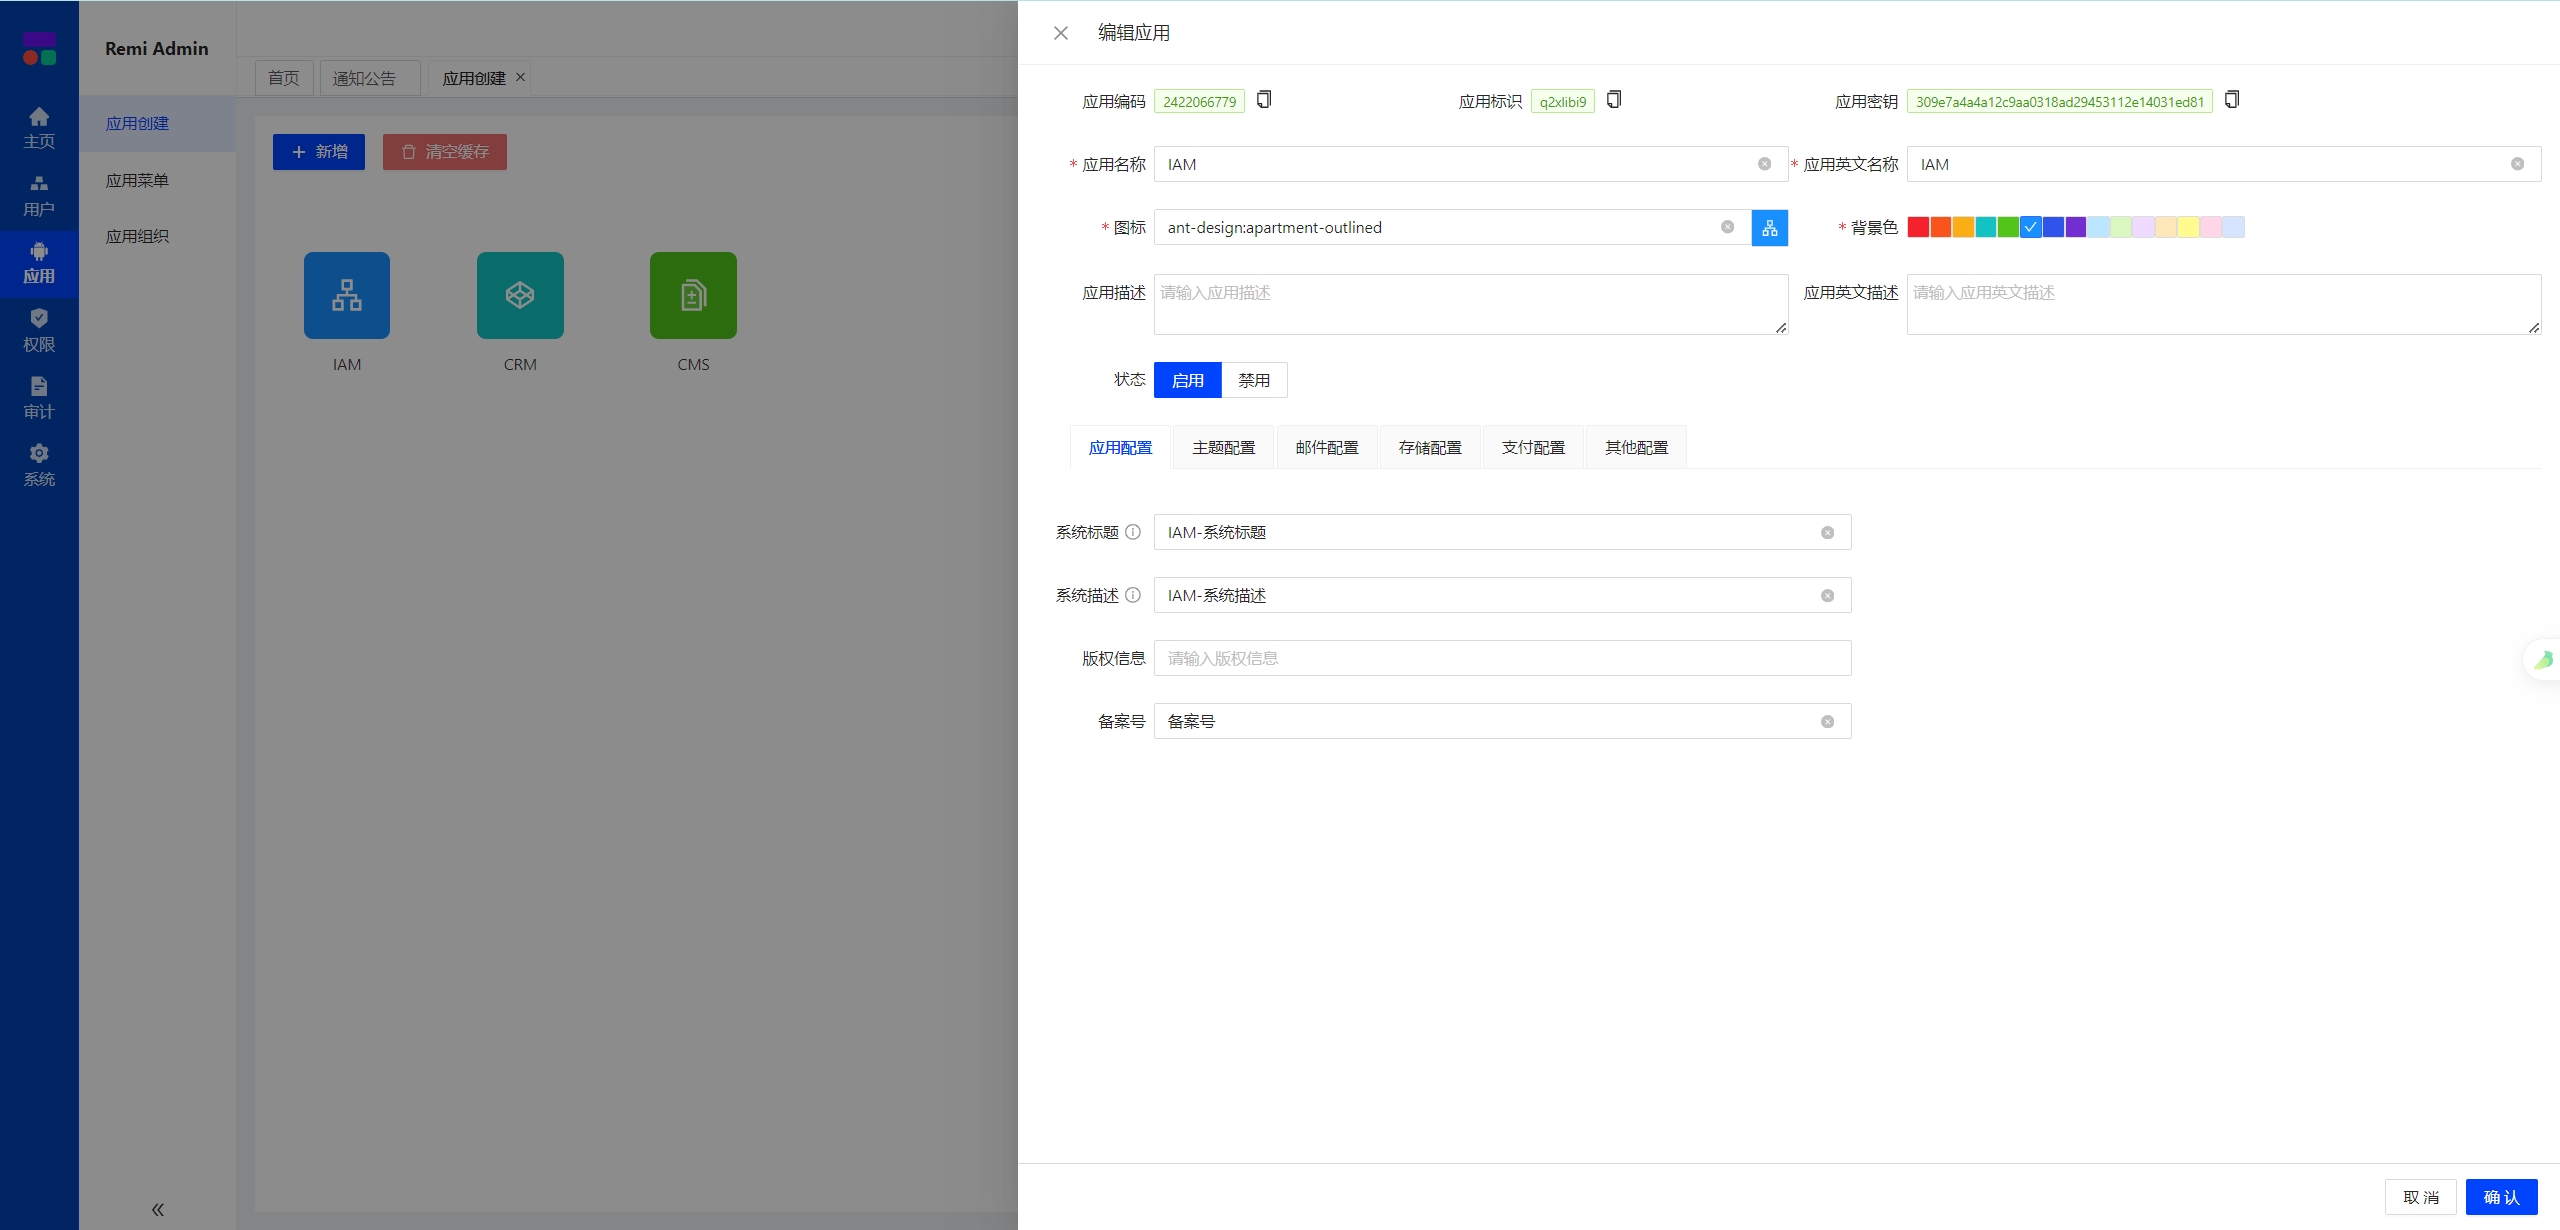 Remi Admin
主页
用户
应用
权限
审计
系统
应用创建
应用菜单
应用组织
首页
通知公告
应用创建
新增
清空缓存
IAM
CRM
CMS
编辑应用
应用编码 2422066779
应用标识 q2xlibi9
应用密钥 309e7a4a4a12c9aa0318ad29453112e14031ed81
* 应用名称 IAM
* 应用英文名称 IAM
* 图标 ant-design:apartment-outlined
* 背景色
应用描述 请输入应用描述
应用英文描述 请输入应用英文描述
状态 启用 禁用
应用配置 主题配置 邮件配置 存储配置 支付配置 其他配置
系统标题 IAM-系统标题
系统描述 IAM-系统描述
版权信息 请输入版权信息
备案号 备案号
取 消 确 认